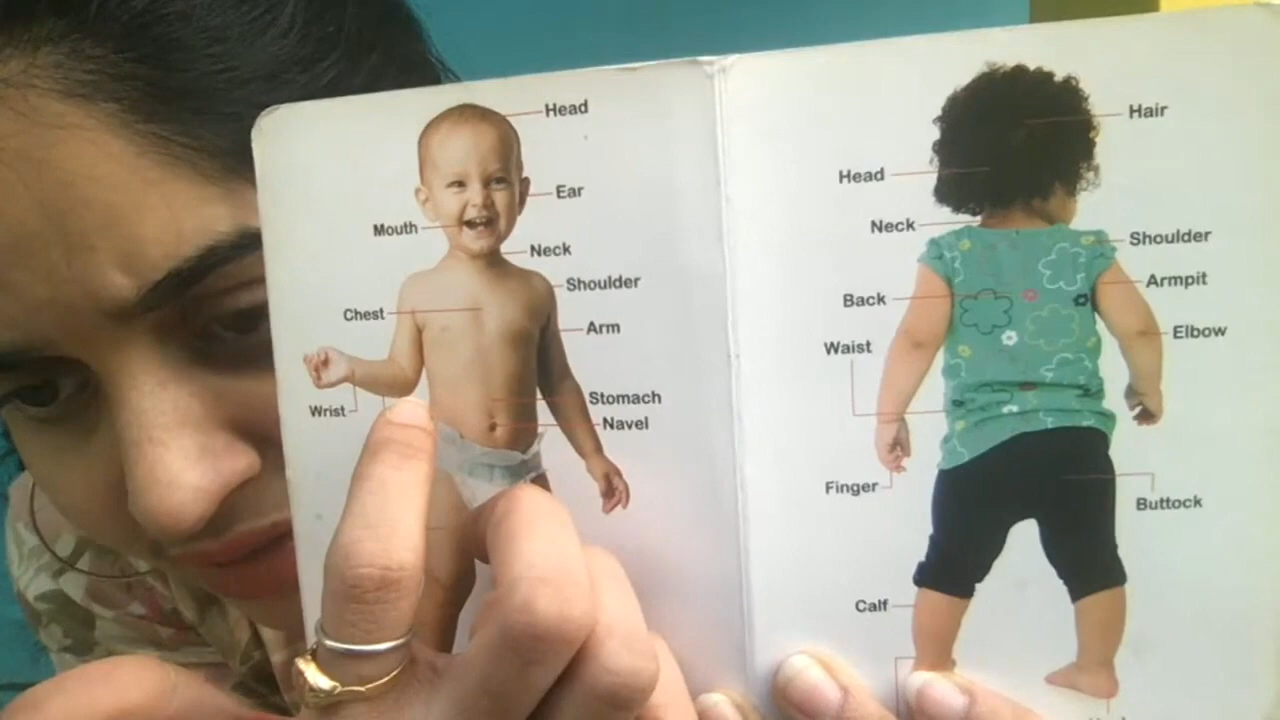 Head
Ear
Mouth
Neck
Shoulder
Chest
Arm
Stomach
Wrist
Navel
Hair
Head
Neck
Shoulder
Armpit
Back
Elbow
Waist
Finger
Buttock
Calf